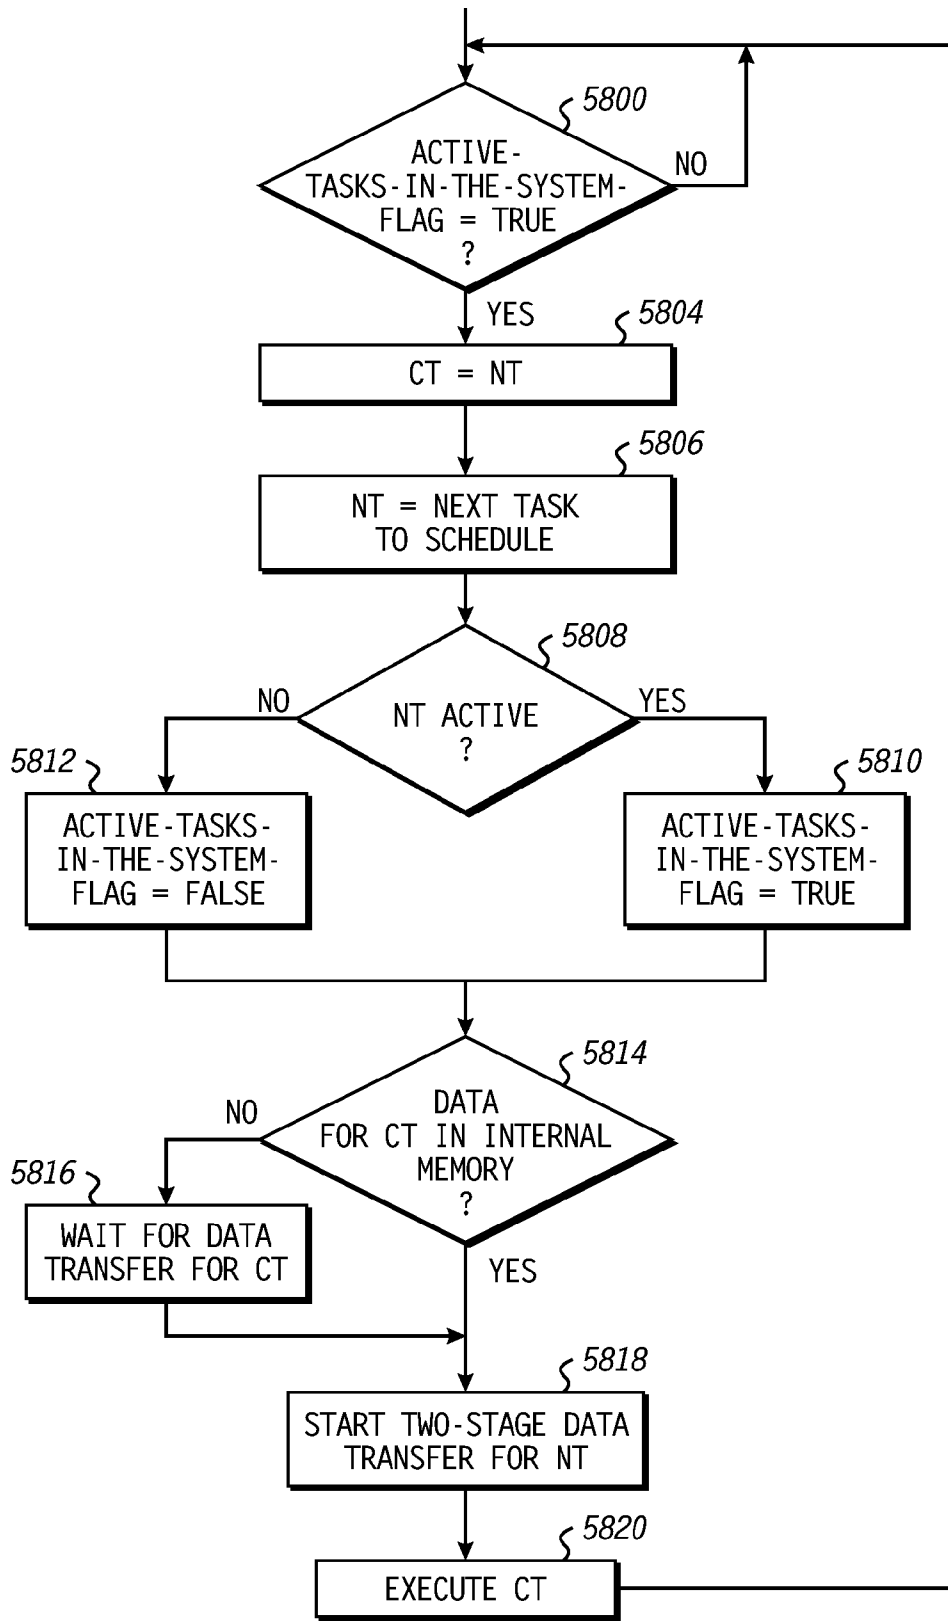 5800
ACTIVE-
TASKS-IN-THE-SYSTEM-
FLAG = TRUE
?
NO
YES
5804
CT = NT
5806
NT = NEXT TASK
TO SCHEDULE
5808
NT ACTIVE
?
NO
YES
5812
ACTIVE-TASKS-
IN-THE-SYSTEM-
FLAG = FALSE
5810
ACTIVE-TASKS-
IN-THE-SYSTEM-
FLAG = TRUE
5814
DATA
FOR CT IN INTERNAL
MEMORY
?
NO
5816
WAIT FOR DATA
TRANSFER FOR CT
YES
5818
START TWO-STAGE DATA
TRANSFER FOR NT
5820
EXECUTE CT